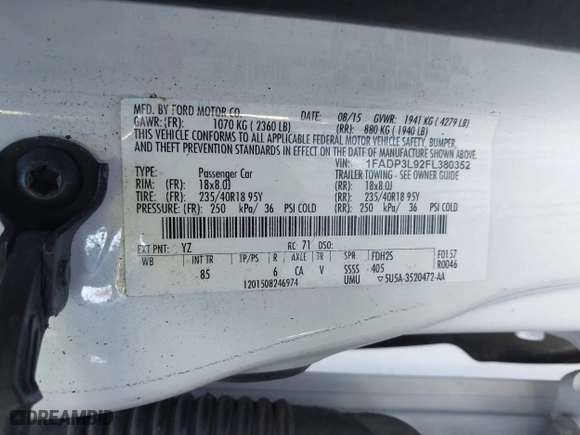 MFD. BY FORD MOTOR CO. DATE: 08/15 GVWR: 1941 KG (4279 LB)
GAWR: (FR): 1070 KG (2360 LB) (RR): 880 KG (1940 LB)
THIS VEHICLE CONFORMS TO ALL APPLICABLE FEDERAL MOTOR VEHICLE SAFETY, BUMPER,
AND THEFT PREVENTION STANDARDS IN EFFECT ON THE DATE OF MANUFACTURE SHOWN ABOVE.
VIN: 1FADP3L92FL380352
TYPE: Passenger Car TRAILER TOWING - SEE OWNER GUIDE
RIM: (FR): 18x8.0J (RR): 18x8.0J
TIRE: (FR): 235/40R18 95Y (RR): 235/40R18 95Y
PRESSURE: (FR): 250 kPa/ 36 PSI COLD (RR): 250 kPa/ 36 PSI COLD
EXT PNT: YZ RC: 71 DSO: FDH2S F0157
WB INT TR TP/PS R AXLE TR SPR 405 R0046
85 6 CA V SSSS
1201508246974 UMU ▽5U5A-3520472-AA
DREAMBID